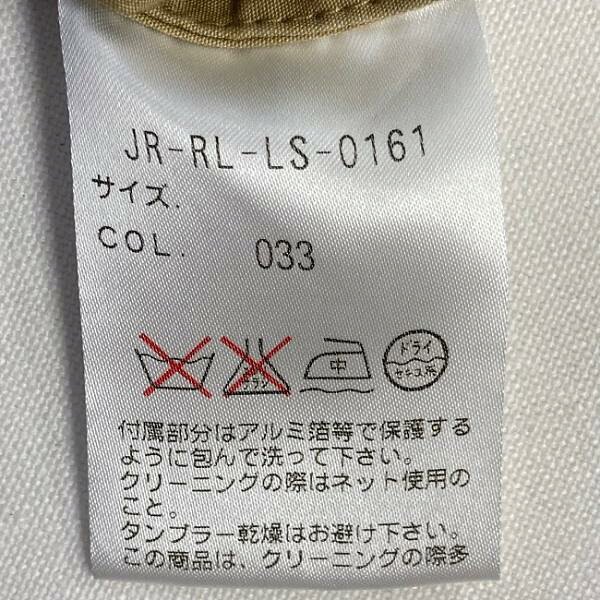 JR-RL-LS-0161
サイズ.
COL. 033
中
ドライ
セキユ系
付属部分はアルミ箔等で保護する
ように包んで洗って下さい。
クリーニングの際はネット使用の
こと。
タンブラー乾燥はお避け下さい。
この商品は、クリーニングの際多